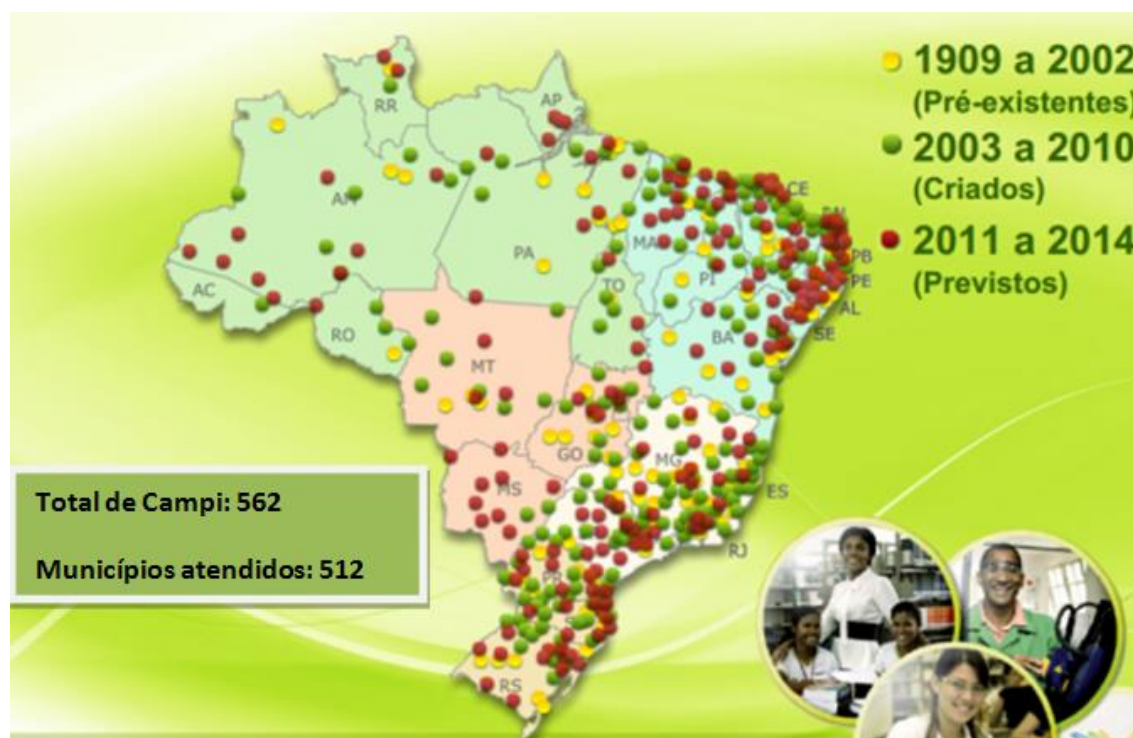 1909 a 2002
(Pré-existentes)
2003 a 2010
(Criados)
2011 a 2014
(Previstos)
RR
AP
AM
PA
MA
CE
PB
PE
AL
SE
PI
TO
BA
AC
RO
MT
GO
MG
ES
MS
RJ
PR
RS
Total de Campi: 562
Municípios atendidos: 512